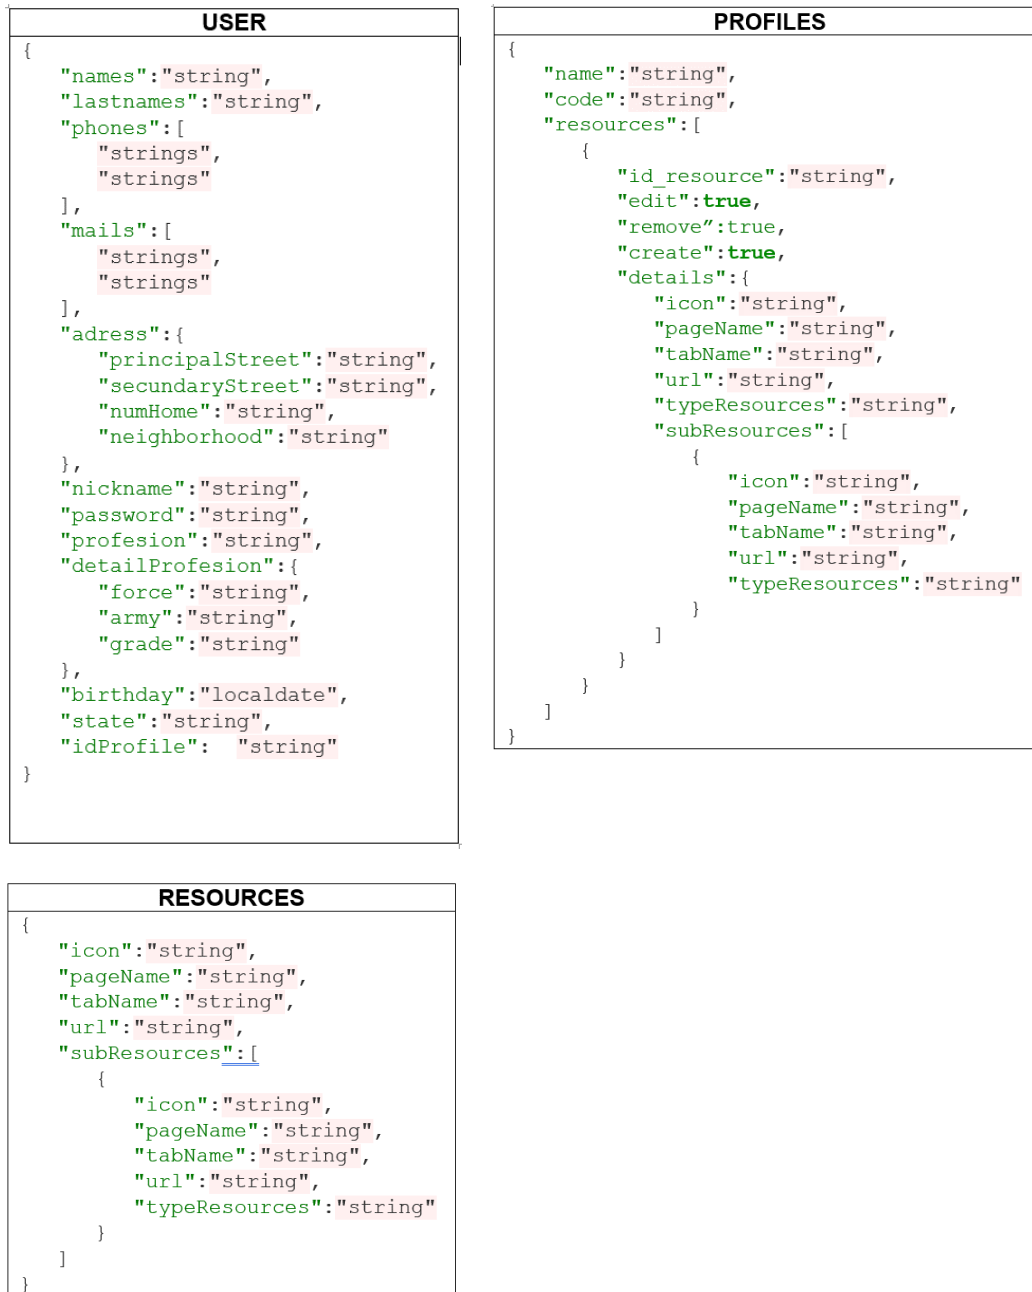 USER
{
"names":"string",
"lastnames":"string",
"phones":[
"strings",
"strings"
],
"mails":[
"strings",
"strings"
],
"adress":{
"principalStreet":"string",
"secundaryStreet":"string",
"numHome":"string",
"neighborhood":"string"
},
"nickname":"string",
"password":"string",
"profesion":"string",
"detailProfesion":{
"force":"string",
"army":"string",
"grade":"string"
},
"birthday":"localdate",
"state":"string",
"idProfile": "string"
}
PROFILES
{
"name":"string",
"code":"string",
"resources":[
{
"id_resource":"string",
"edit":true,
"remove”:true,
"create":true,
"details":{
"icon":"string",
"pageName":"string",
"tabName":"string",
"url":"string",
"typeResources":"string",
"subResources":[
{
"icon":"string",
"pageName":"string",
"tabName":"string",
"url":"string",
"typeResources":"string"
}
]
}
}
]
}
RESOURCES
{
"icon":"string",
"pageName":"string",
"tabName":"string",
"url":"string",
"subResources":[
{
"icon":"string",
"pageName":"string",
"tabName":"string",
"url":"string",
"typeResources":"string"
}
]
}